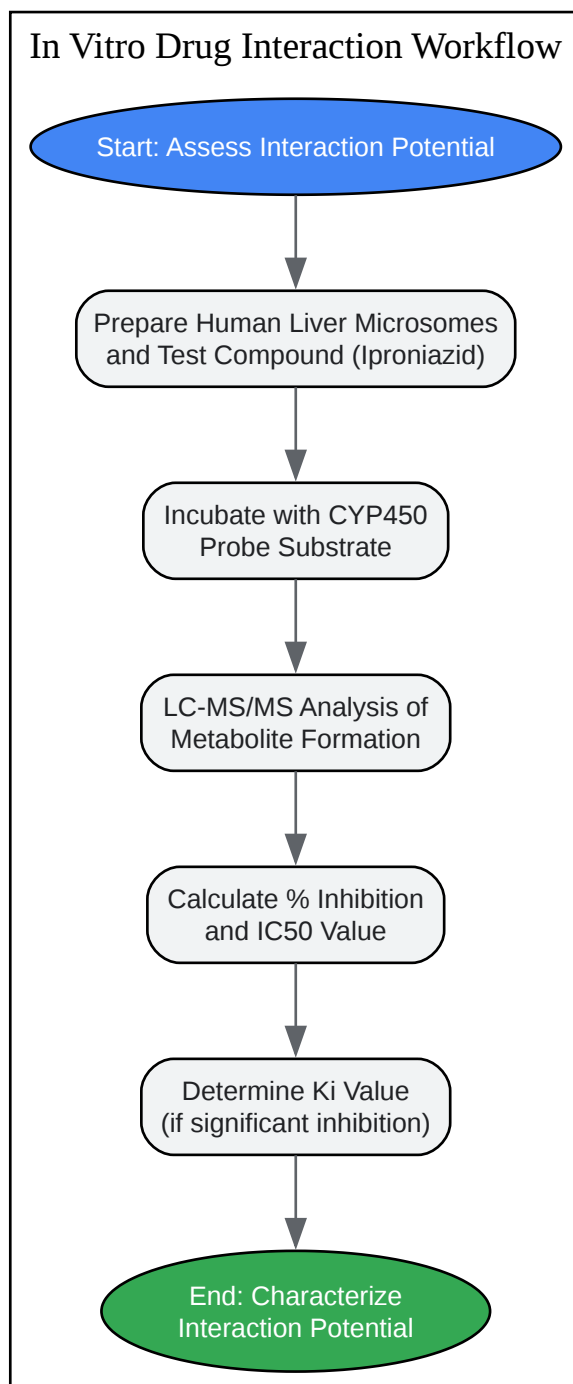 In Vitro Drug Interaction Workflow
Start: Assess Interaction Potential
Prepare Human Liver Microsomes
and Test Compound (Iproniazid)
Incubate with CYP450
Probe Substrate
LC-MS/MS Analysis of
Metabolite Formation
Calculate % Inhibition
and IC50 Value
Determine Ki Value
(if significant inhibition)
End: Characterize
Interaction Potential